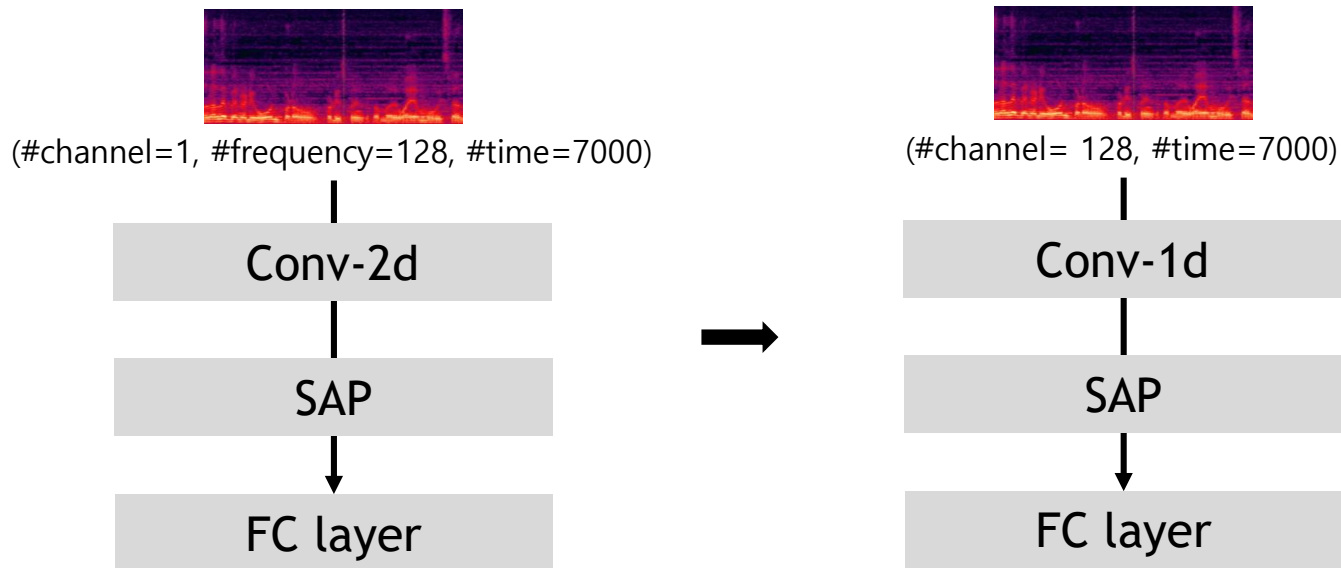 (#channel=1, #frequency=128, #time=7000)
Conv-2d
SAP
FC layer
(#channel= 128, #time=7000)
Conv-1d
SAP
FC layer